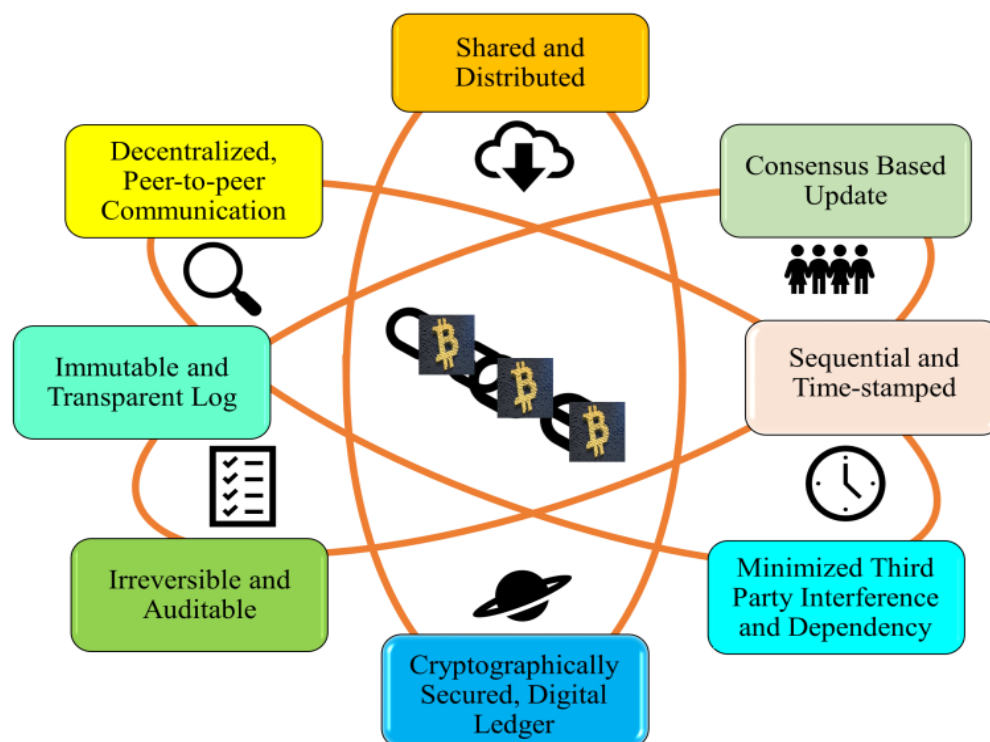 Shared and
Distributed
Decentralized,
Peer-to-peer
Communication
Consensus Based
Update
Immutable and
Transparent Log
Sequential and
Time-stamped
Irreversible and
Auditable
Minimized Third
Party Interference
and Dependency
Cryptographically
Secured, Digital
Ledger